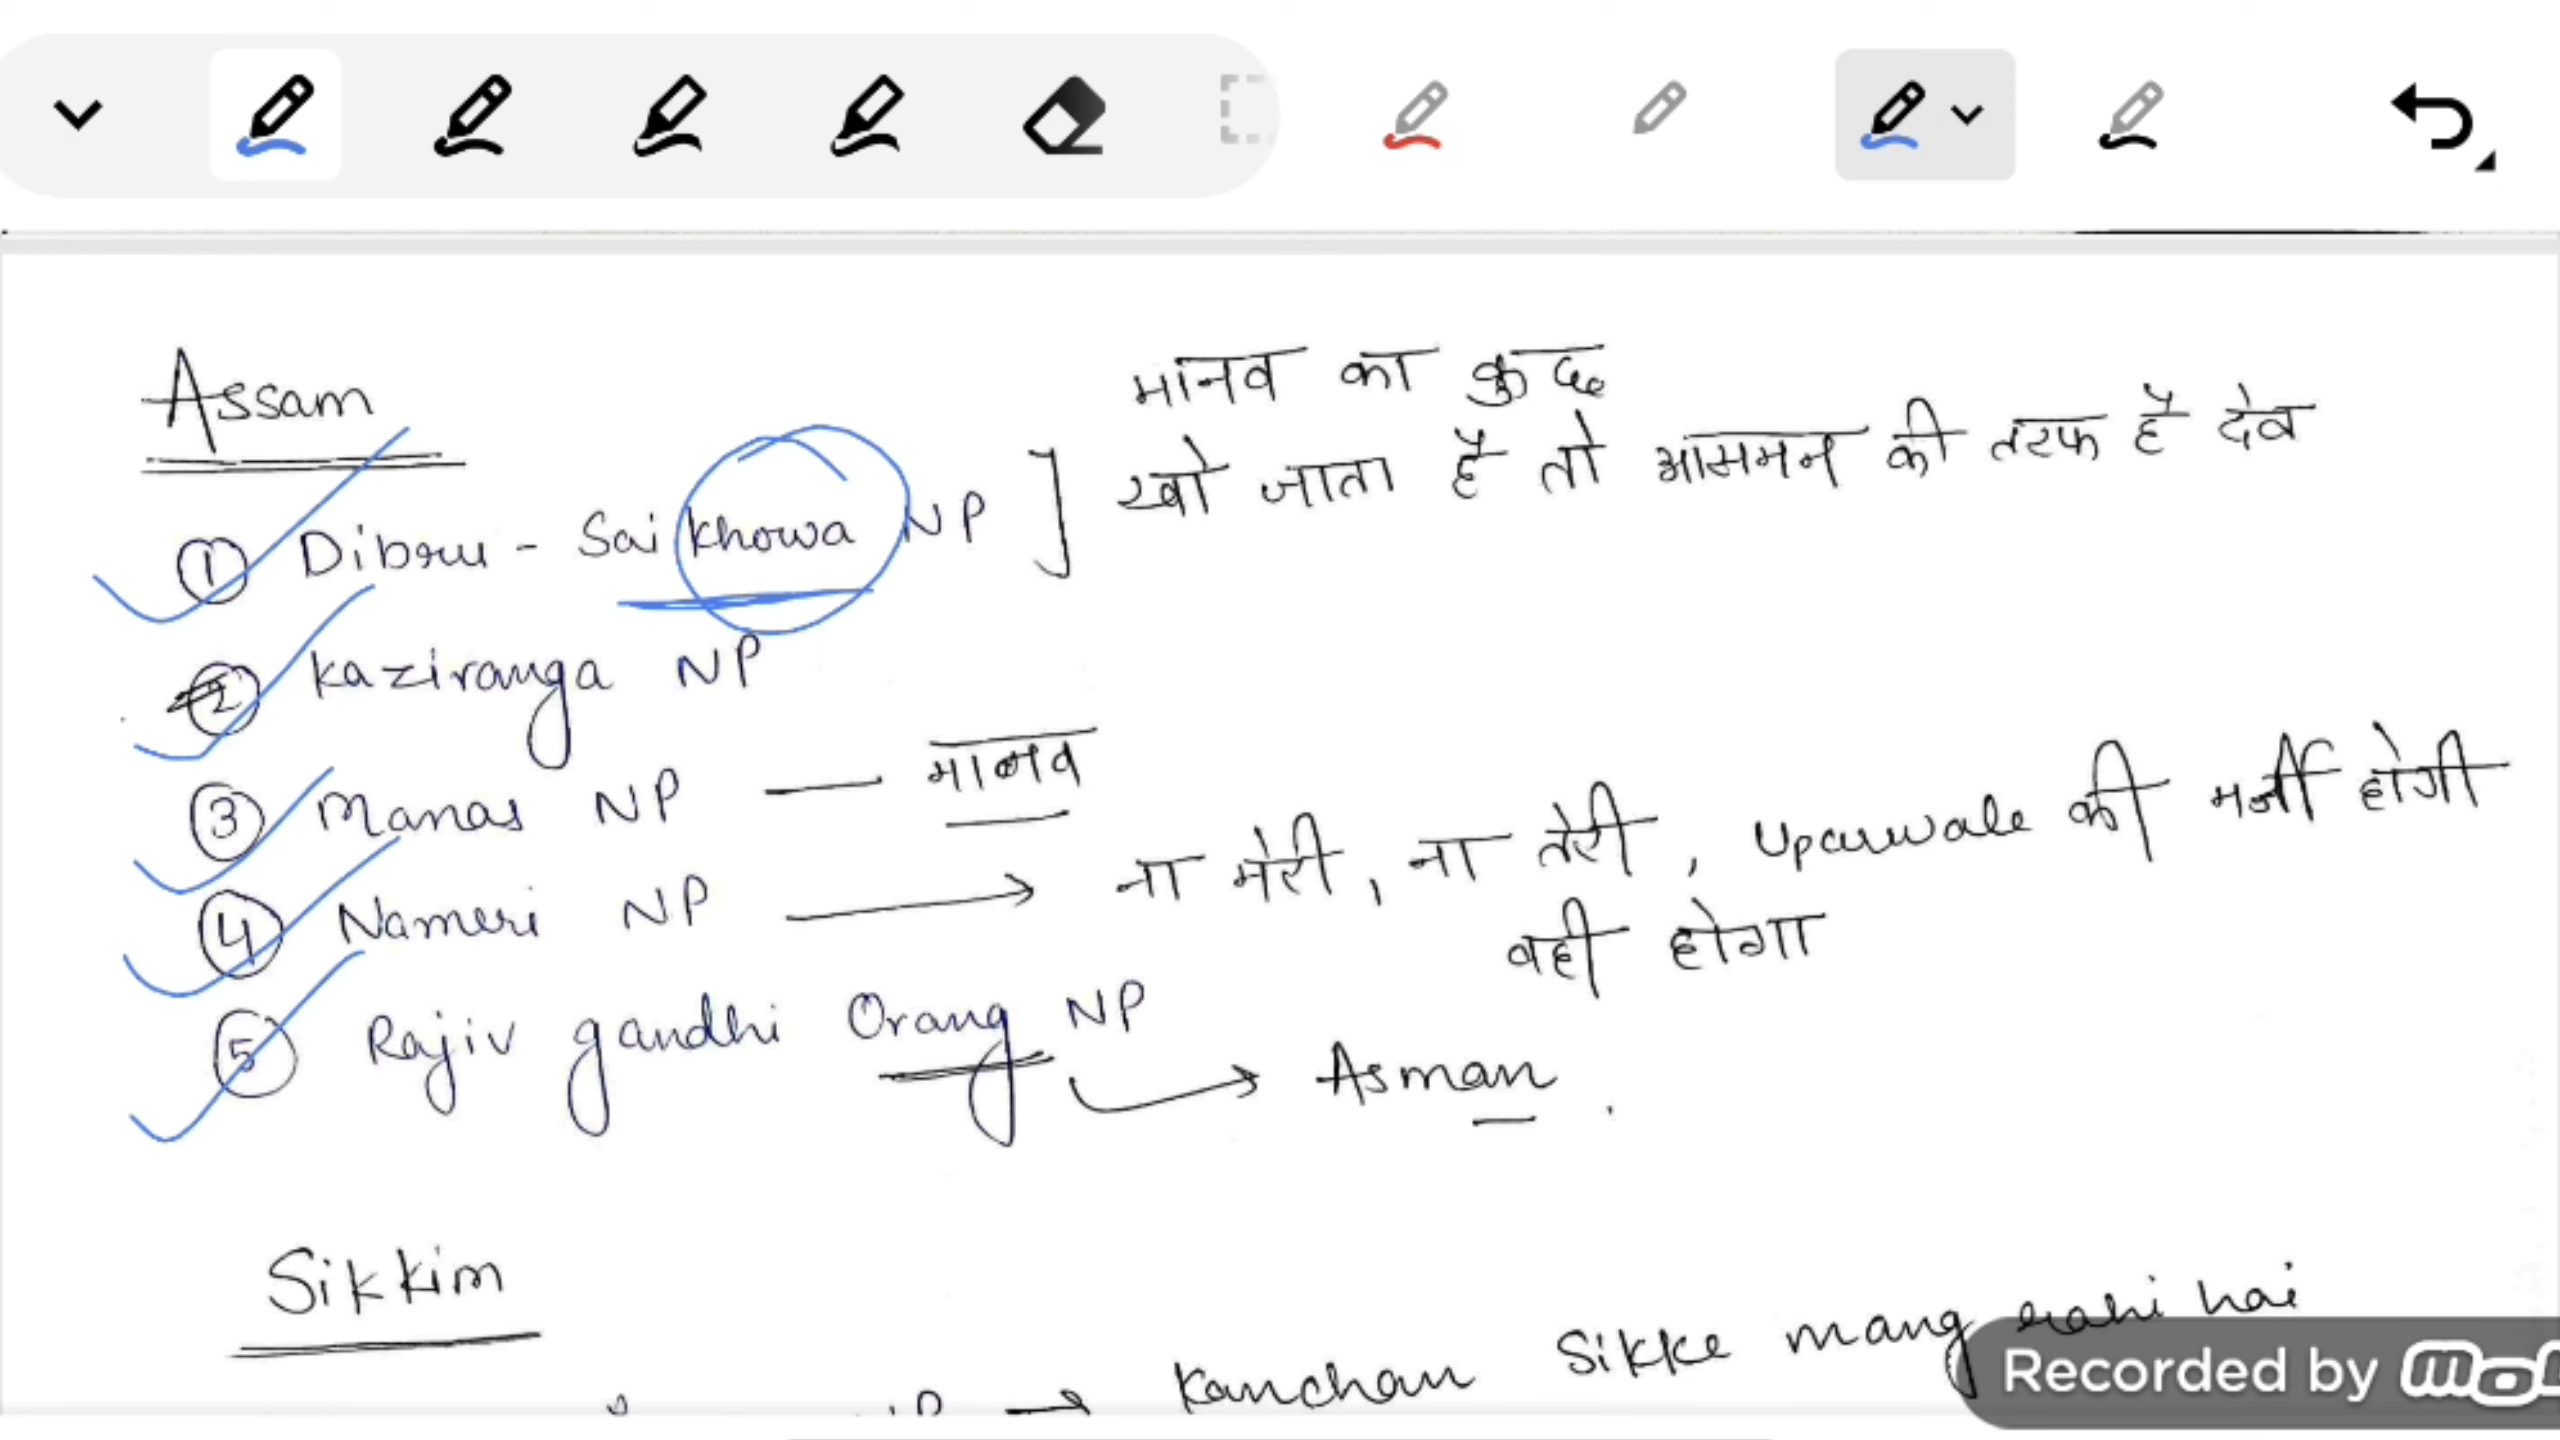 Assam
मानव का कुछ
खो जाता है तो आसमन की तरफ है देव
① Dibru - Saikhowa NP ]
② Kaziranga NP
③ Manas NP — मानव
④ Nameri NP → ना मेरी, ना तेरी, Uparwale की मर्जी होगी
वही होगा
⑤ Rajiv gandhi Orang NP → Asman .
Sikkim
→ Kanchan Sikke mang rahi hai
Recorded by